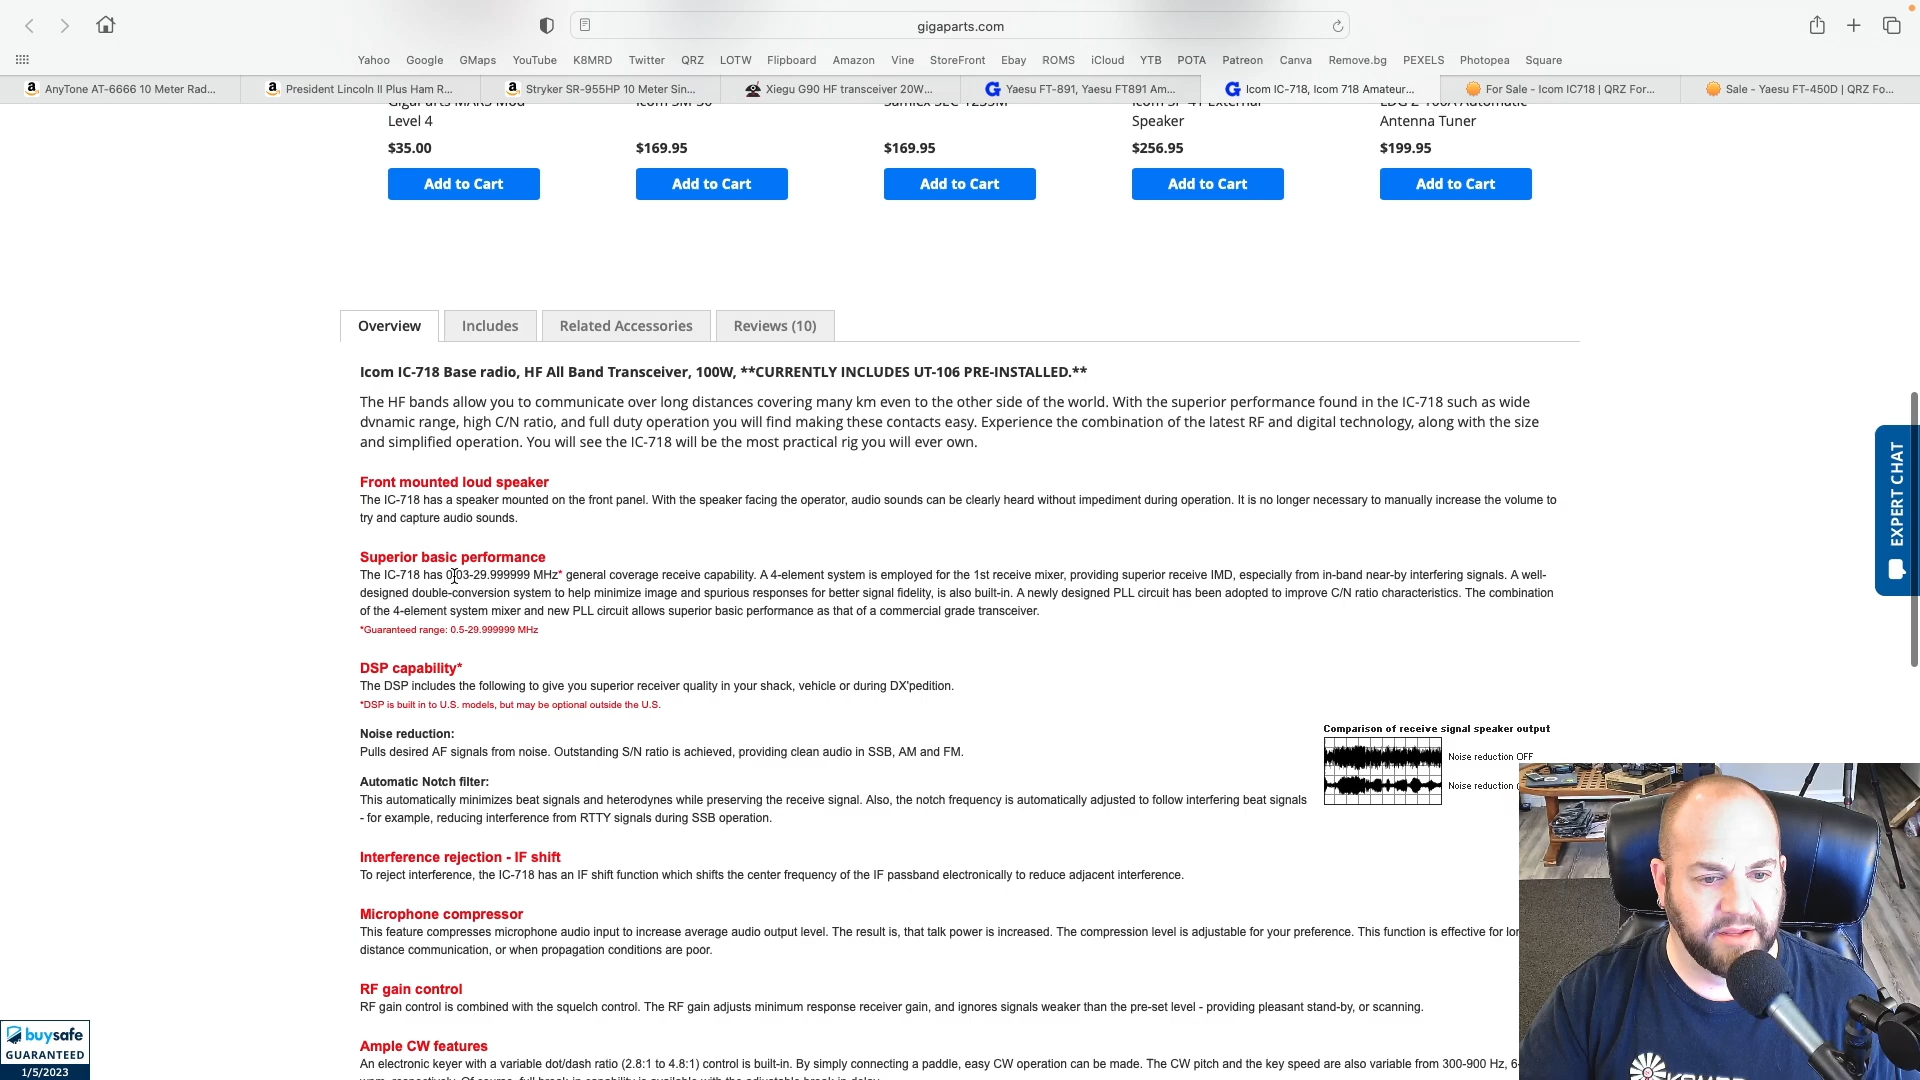 gigaparts.com
Yahoo Google GMaps YouTube K8MRD Twitter QRZ LOTW Flipboard Amazon Vine StoreFront Ebay ROMS iCloud YTB POTA Patreon Canva Remove.bg PEXELS Photopea Square
AnyTone AT-6666 10 Meter Rad... President Lincoln II Plus Ham R... Stryker SR-955HP 10 Meter Sin... Xiegu G90 HF transceiver 20W... Yaesu FT-891, Yaesu FT891 Am... Icom IC-718, Icom 718 Amateur... For Sale - Icom IC718 | QRZ For... Sale - Yaesu FT-450D | QRZ Fo...
GigaParts MARS Mod Icom SM-50 Samlex SEC-1235M Icom SP-41 External LDG Z-100A Automatic
Level 4 Speaker Antenna Tuner
$35.00 $169.95 $169.95 $256.95 $199.95
Add to Cart Add to Cart Add to Cart Add to Cart Add to Cart
Overview Includes Related Accessories Reviews (10)
Icom IC-718 Base radio, HF All Band Transceiver, 100W, **CURRENTLY INCLUDES UT-106 PRE-INSTALLED.**
The HF bands allow you to communicate over long distances covering many km even to the other side of the world. With the superior performance found in the IC-718 such as wide
dvnamic range, high C/N ratio, and full duty operation you will find making these contacts easy. Experience the combination of the latest RF and digital technology, along with the size
and simplified operation. You will see the IC-718 will be the most practical rig you will ever own.
Front mounted loud speaker
The IC-718 has a speaker mounted on the front panel. With the speaker facing the operator, audio sounds can be clearly heard without impediment during operation. It is no longer necessary to manually increase the volume to
try and capture audio sounds.
Superior basic performance
The IC-718 has 0.03-29.999999 MHz* general coverage receive capability. A 4-element system is employed for the 1st receive mixer, providing superior receive IMD, especially from in-band near-by interfering signals. A well-
designed double-conversion system to help minimize image and spurious responses for better signal fidelity, is also built-in. A newly designed PLL circuit has been adopted to improve C/N ratio characteristics. The combination
of the 4-element system mixer and new PLL circuit allows superior basic performance as that of a commercial grade transceiver.
*Guaranteed range: 0.5-29.999999 MHz
DSP capability*
The DSP includes the following to give you superior receiver quality in your shack, vehicle or during DX'pedition.
*DSP is built in to U.S. models, but may be optional outside the U.S.
Noise reduction:
Pulls desired AF signals from noise. Outstanding S/N ratio is achieved, providing clean audio in SSB, AM and FM.
Comparison of receive signal speaker output
Noise reduction OFF
Noise reduction
Automatic Notch filter:
This automatically minimizes beat signals and heterodynes while preserving the receive signal. Also, the notch frequency is automatically adjusted to follow interfering beat signals
- for example, reducing interference from RTTY signals during SSB operation.
Interference rejection - IF shift
To reject interference, the IC-718 has an IF shift function which shifts the center frequency of the IF passband electronically to reduce adjacent interference.
Microphone compressor
This feature compresses microphone audio input to increase average audio output level. The result is, that talk power is increased. The compression level is adjustable for your preference. This function is effective for
distance communication, or when propagation conditions are poor.
RF gain control
RF gain control is combined with the squelch control. The RF gain adjusts minimum response receiver gain, and ignores signals weaker than the pre-set level - providing pleasant stand-by, or scanning.
Ample CW features
An electronic keyer with a variable dot/dash ratio (2.8:1 to 4.8:1) control is built-in. By simply connecting a paddle, easy CW operation can be made. The CW pitch and the key speed are also variable from 300-900 Hz, 6-
EXPERT CHAT
buysafe
GUARANTEED
1/5/2023